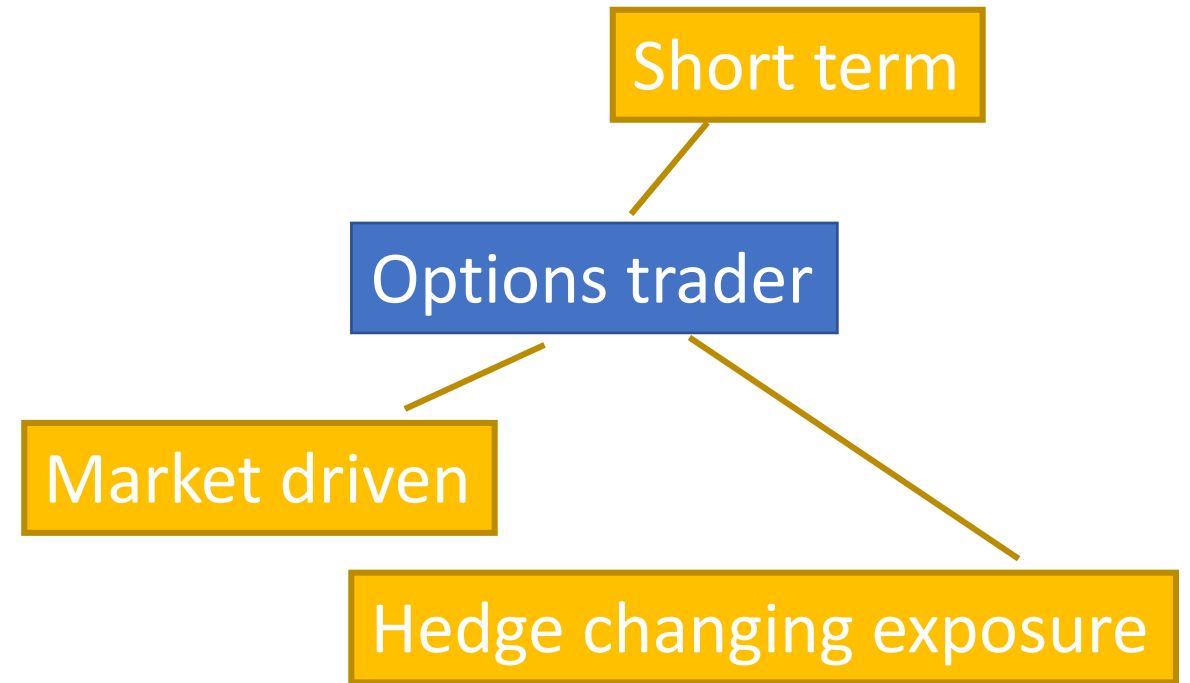 Short term
Options trader
Market driven
Hedge changing exposure